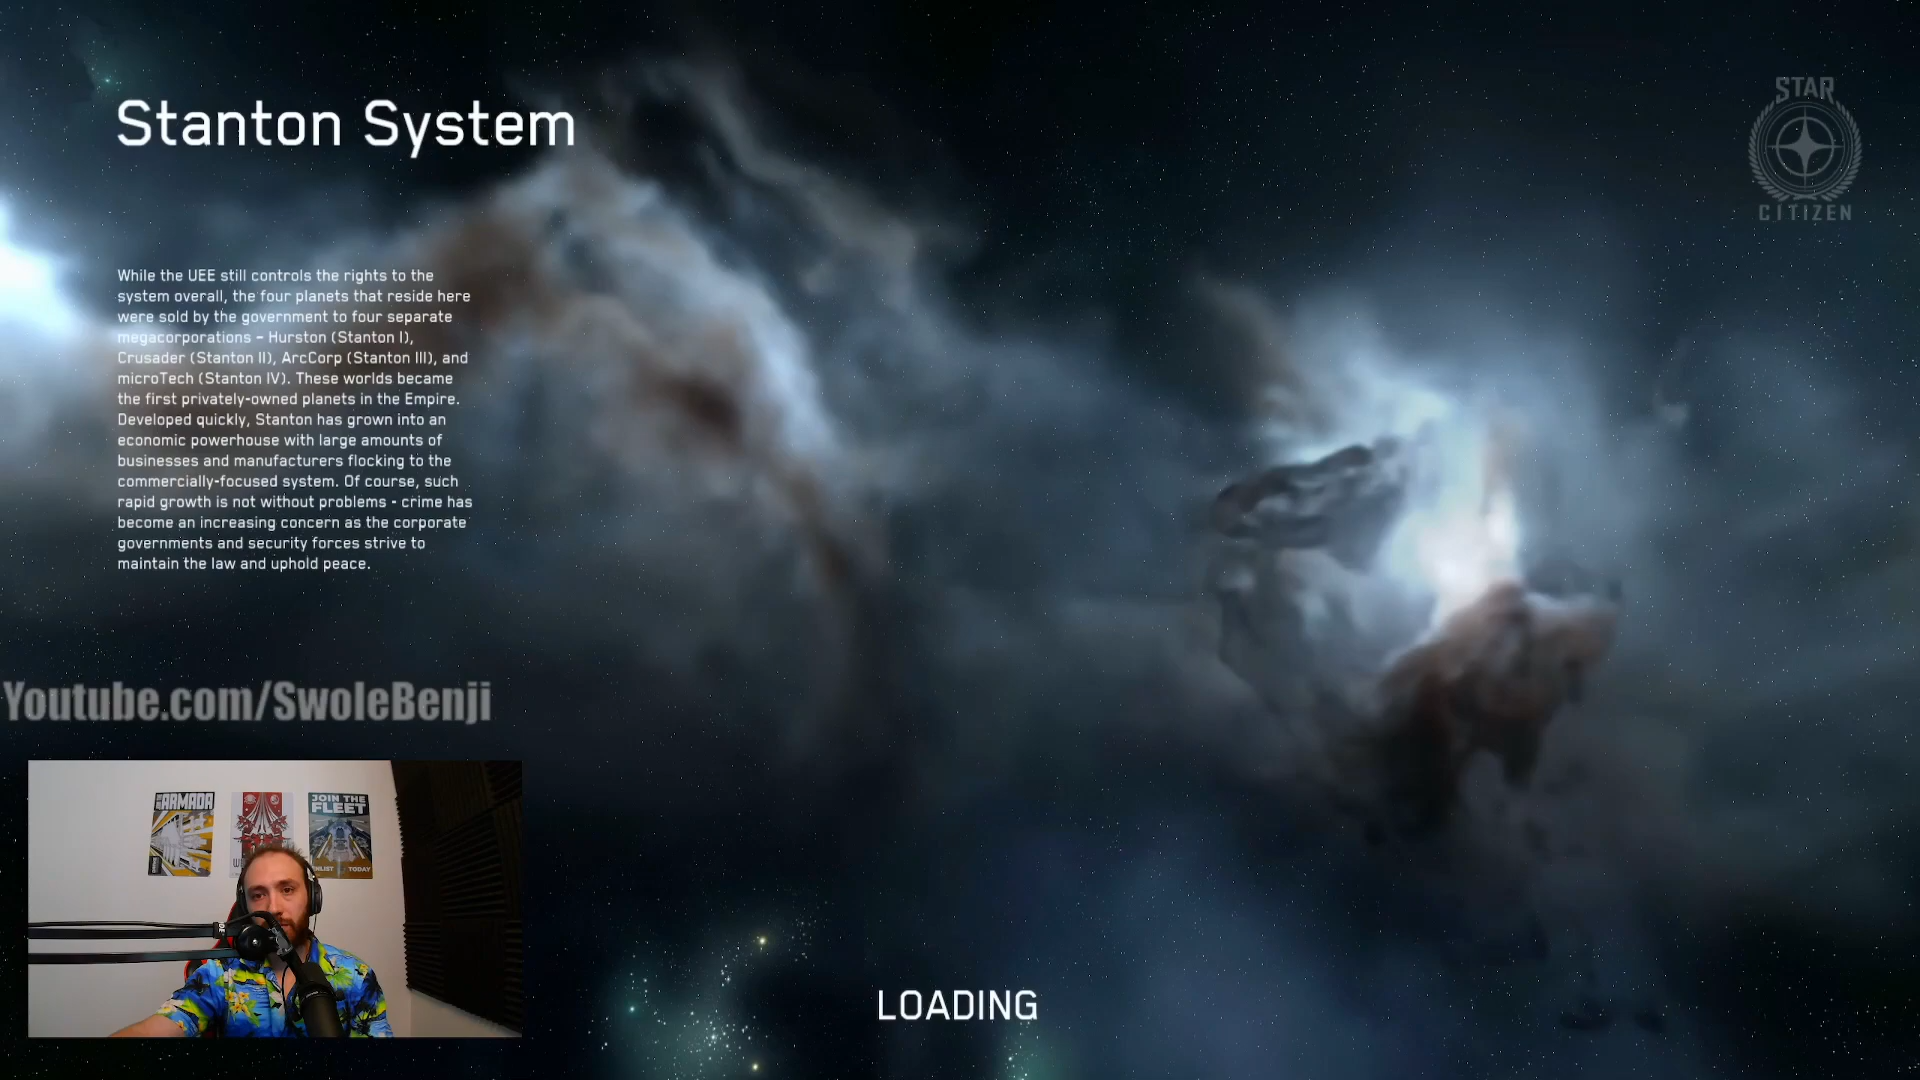 Stanton System
STAR
CITIZEN
While the UEE still controls the rights to the
system overall, the four planets that reside here
were sold by the government to four separate
megacorporations – Hurston (Stanton I),
Crusader (Stanton II), ArcCorp (Stanton III), and
microTech (Stanton IV). These worlds became
the first privately-owned planets in the Empire.
Developed quickly, Stanton has grown into an
economic powerhouse with large amounts of
businesses and manufacturers flocking to the
commercially-focused system. Of course, such
rapid growth is not without problems - crime has
become an increasing concern as the corporate
governments and security forces strive to
maintain the law and uphold peace.
Youtube.com/SwoleBenji
ARMADA
JOIN THE
FLEET
TODAY
LOADING